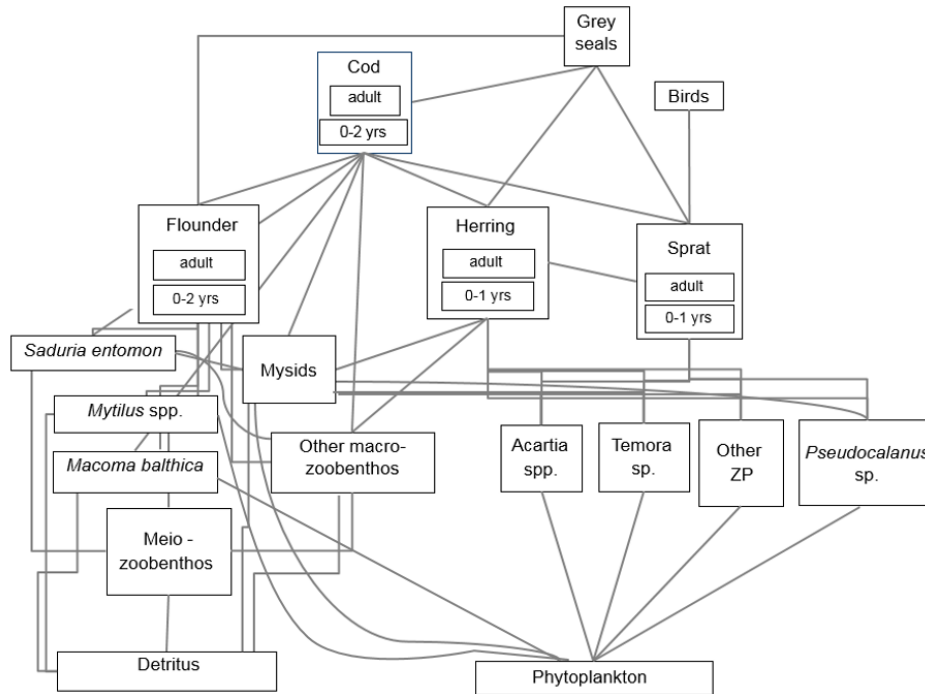 Grey
seals
Cod
adult
0-2 yrs
Birds
Flounder
adult
0-2 yrs
Herring
adult
0-1 yrs
Sprat
adult
0-1 yrs
Saduria entomon
Mysids
Mytilus spp.
Macoma balthica
Other macro-
zoobenthos
Acartia
spp.
Temora
sp.
Other
ZP
Pseudocalanus
sp.
Meio -
zoobenthos
Detritus
Phytoplankton